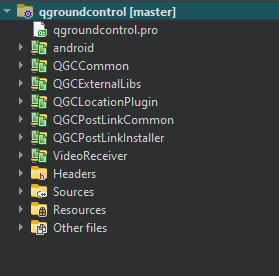 qgroundcontrol [master]
qgroundcontrol.pro
android
QGCCommon
QGCExternalLibs
QGCLocationPlugin
QGCPostLinkCommon
QGCPostLinkInstaller
VideoReceiver
Headers
Sources
Resources
Other files